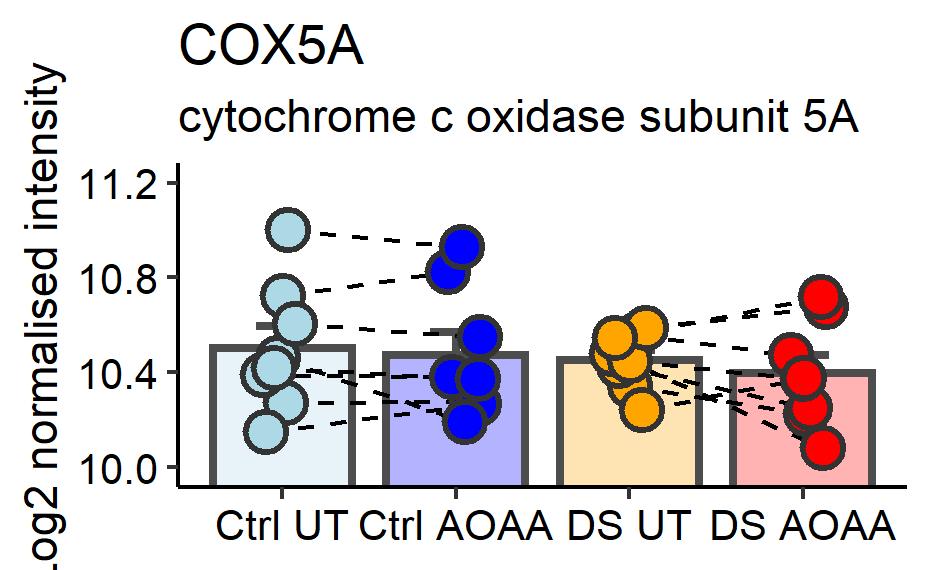 COX5A
cytochrome c oxidase subunit 5A
Log2 normalised intensity
11.2
10.8
10.4
10.0
Ctrl UT Ctrl AOAA DS UT DS AOAA